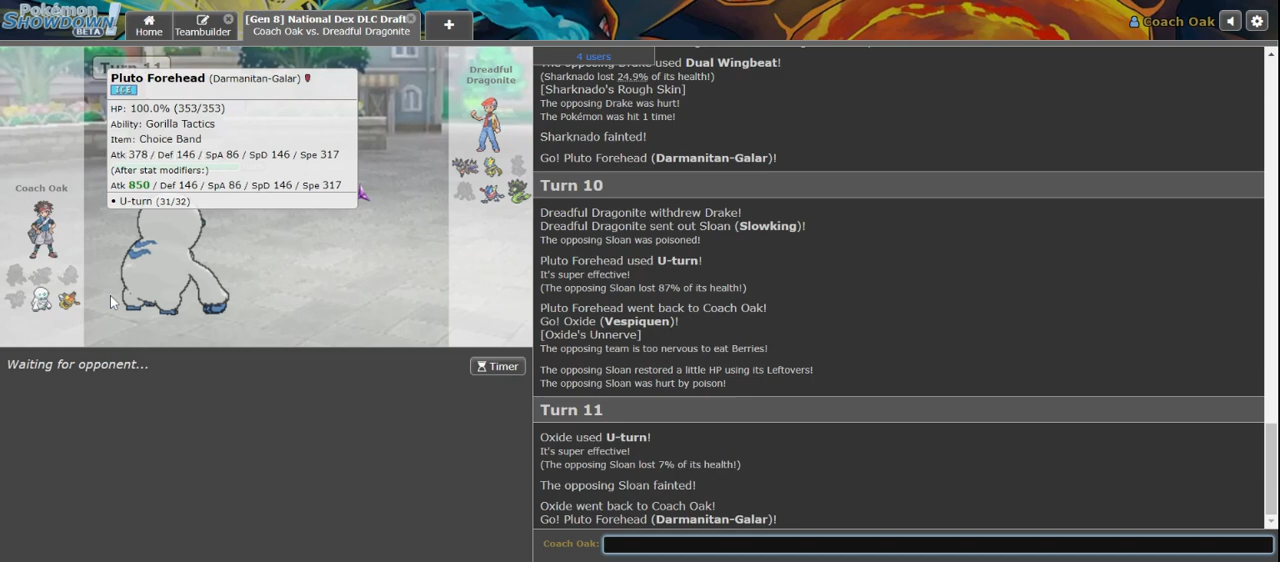 Pokémon
SHOWDOWN!
BETA
Home
Teambuilder
[Gen 8] National Dex DLC Draft
Coach Oak vs. Dreadful Dragonite
+
Coach Oak
Turn 11
Pluto Forehead (Darmanitan-Galar)
ICE
HP: 100.0% (353/353)
Ability: Gorilla Tactics
Item: Choice Band
Atk 378 / Def 146 / SpA 86 / SpD 146 / Spe 317
(After stat modifiers:)
Atk 850 / Def 146 / SpA 86 / SpD 146 / Spe 317
• U-turn (31/32)
Coach Oak
Dreadful
Dragonite
Waiting for opponent...
Timer
4 users
The opposing Drake used Dual Wingbeat!
(Sharknado lost 24.9% of its health!)
[Sharknado's Rough Skin]
The opposing Drake was hurt!
The Pokémon was hit 1 time!
Sharknado fainted!
Go! Pluto Forehead (Darmanitan-Galar)!
Turn 10
Dreadful Dragonite withdrew Drake!
Dreadful Dragonite sent out Sloan (Slowking)!
The opposing Sloan was poisoned!
Pluto Forehead used U-turn!
It's super effective!
(The opposing Sloan lost 87% of its health!)
Pluto Forehead went back to Coach Oak!
Go! Oxide (Vespiquen)!
[Oxide's Unnerve]
The opposing team is too nervous to eat Berries!
The opposing Sloan restored a little HP using its Leftovers!
The opposing Sloan was hurt by poison!
Turn 11
Oxide used U-turn!
It's super effective!
(The opposing Sloan lost 7% of its health!)
The opposing Sloan fainted!
Oxide went back to Coach Oak!
Go! Pluto Forehead (Darmanitan-Galar)!
Coach Oak: